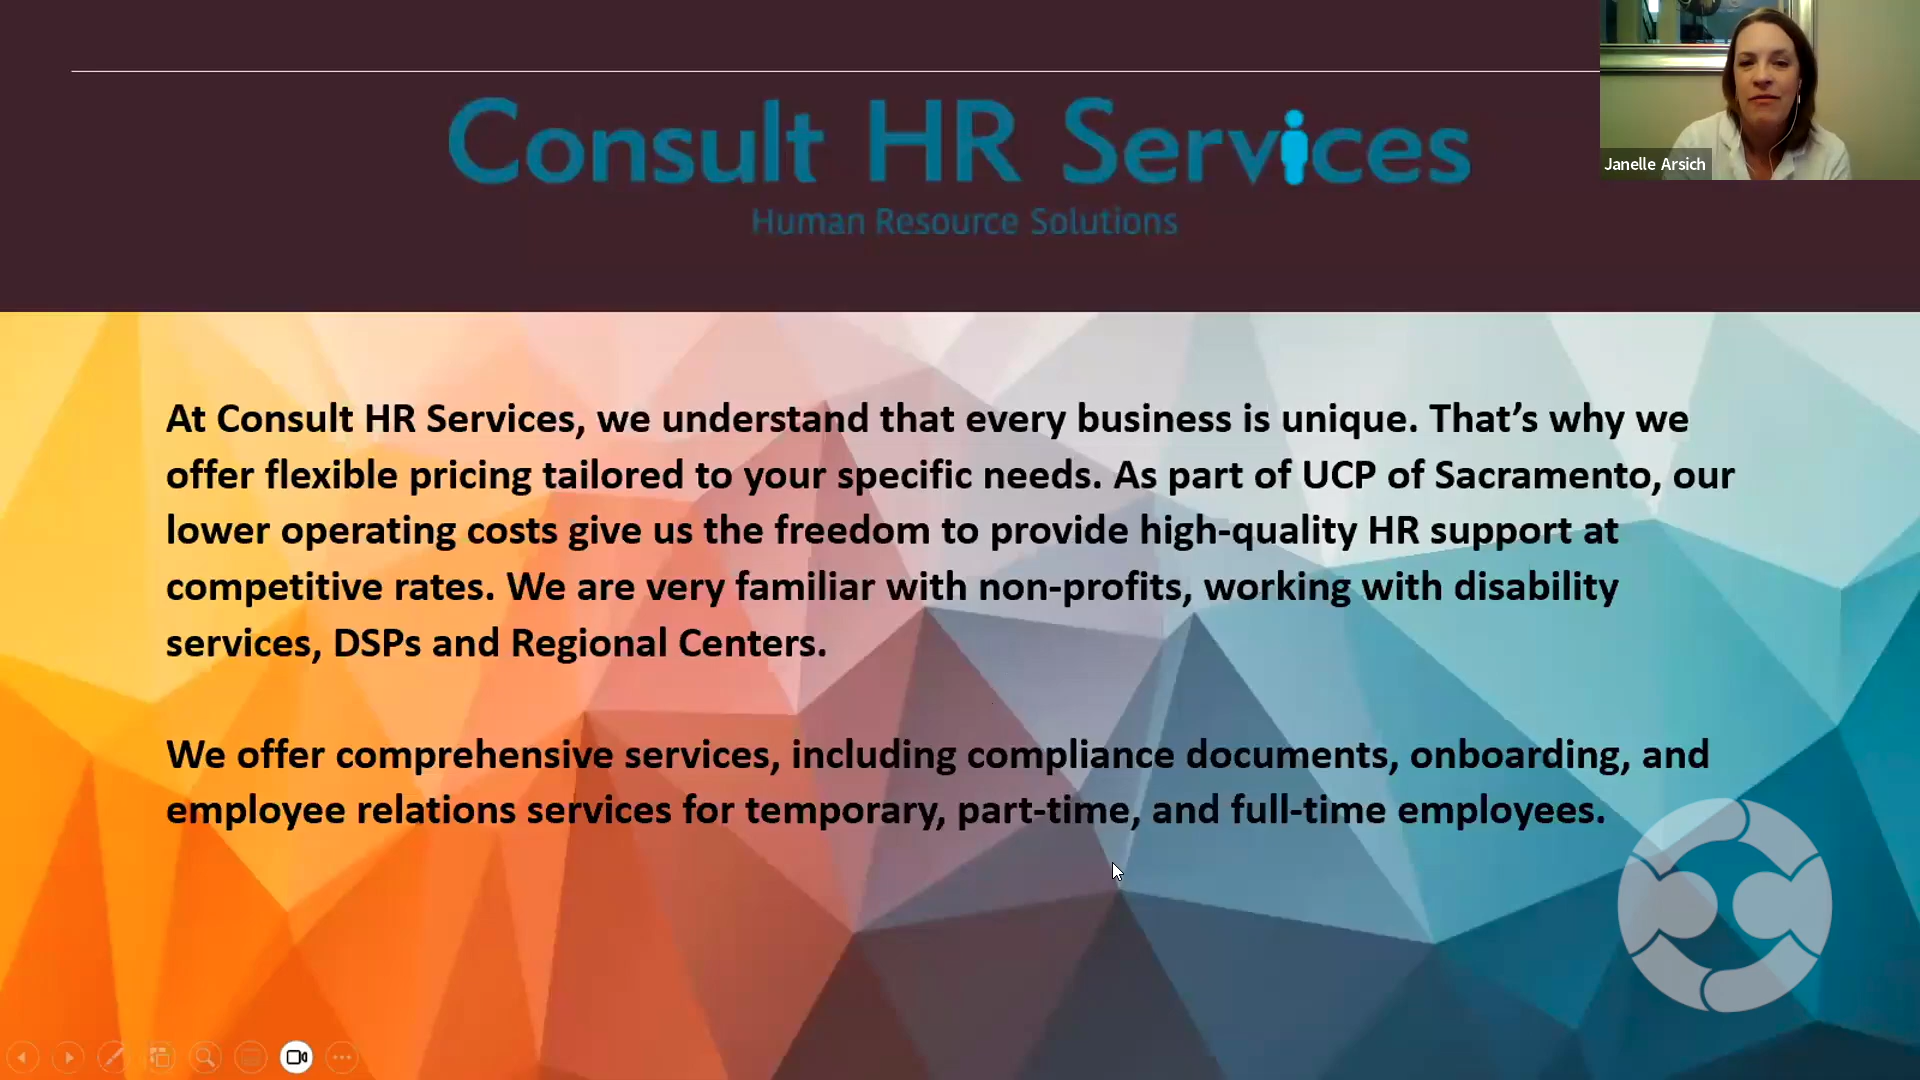 Consult HR Services
Human Resource Solutions
Janelle Arsich
At Consult HR Services, we understand that every business is unique. That’s why we
offer flexible pricing tailored to your specific needs. As part of UCP of Sacramento, our
lower operating costs give us the freedom to provide high-quality HR support at
competitive rates. We are very familiar with non-profits, working with disability
services, DSPs and Regional Centers.
We offer comprehensive services, including compliance documents, onboarding, and
employee relations services for temporary, part-time, and full-time employees.